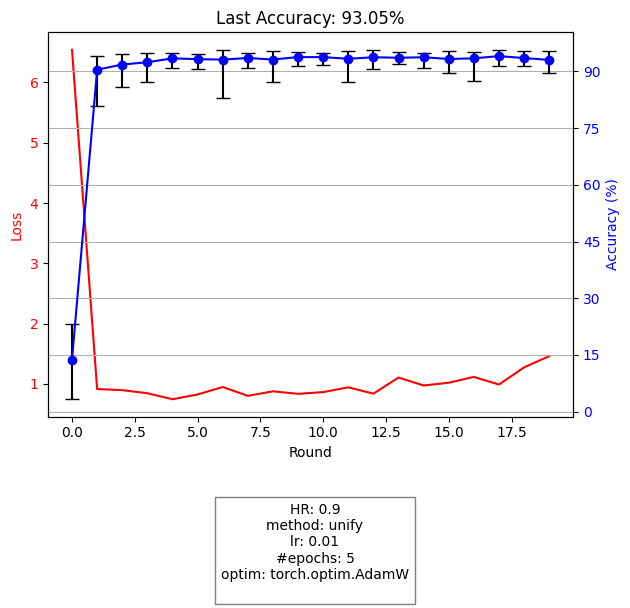 Last Accuracy: 93.05%
6
5
4
3
2
1
Loss
90
75
60
45
30
15
0
Accuracy (%)
0.0 2.5 5.0 7.5 10.0 12.5 15.0 17.5
Round
HR: 0.9
method: unify
lr: 0.01
#epochs: 5
optim: torch.optim.AdamW